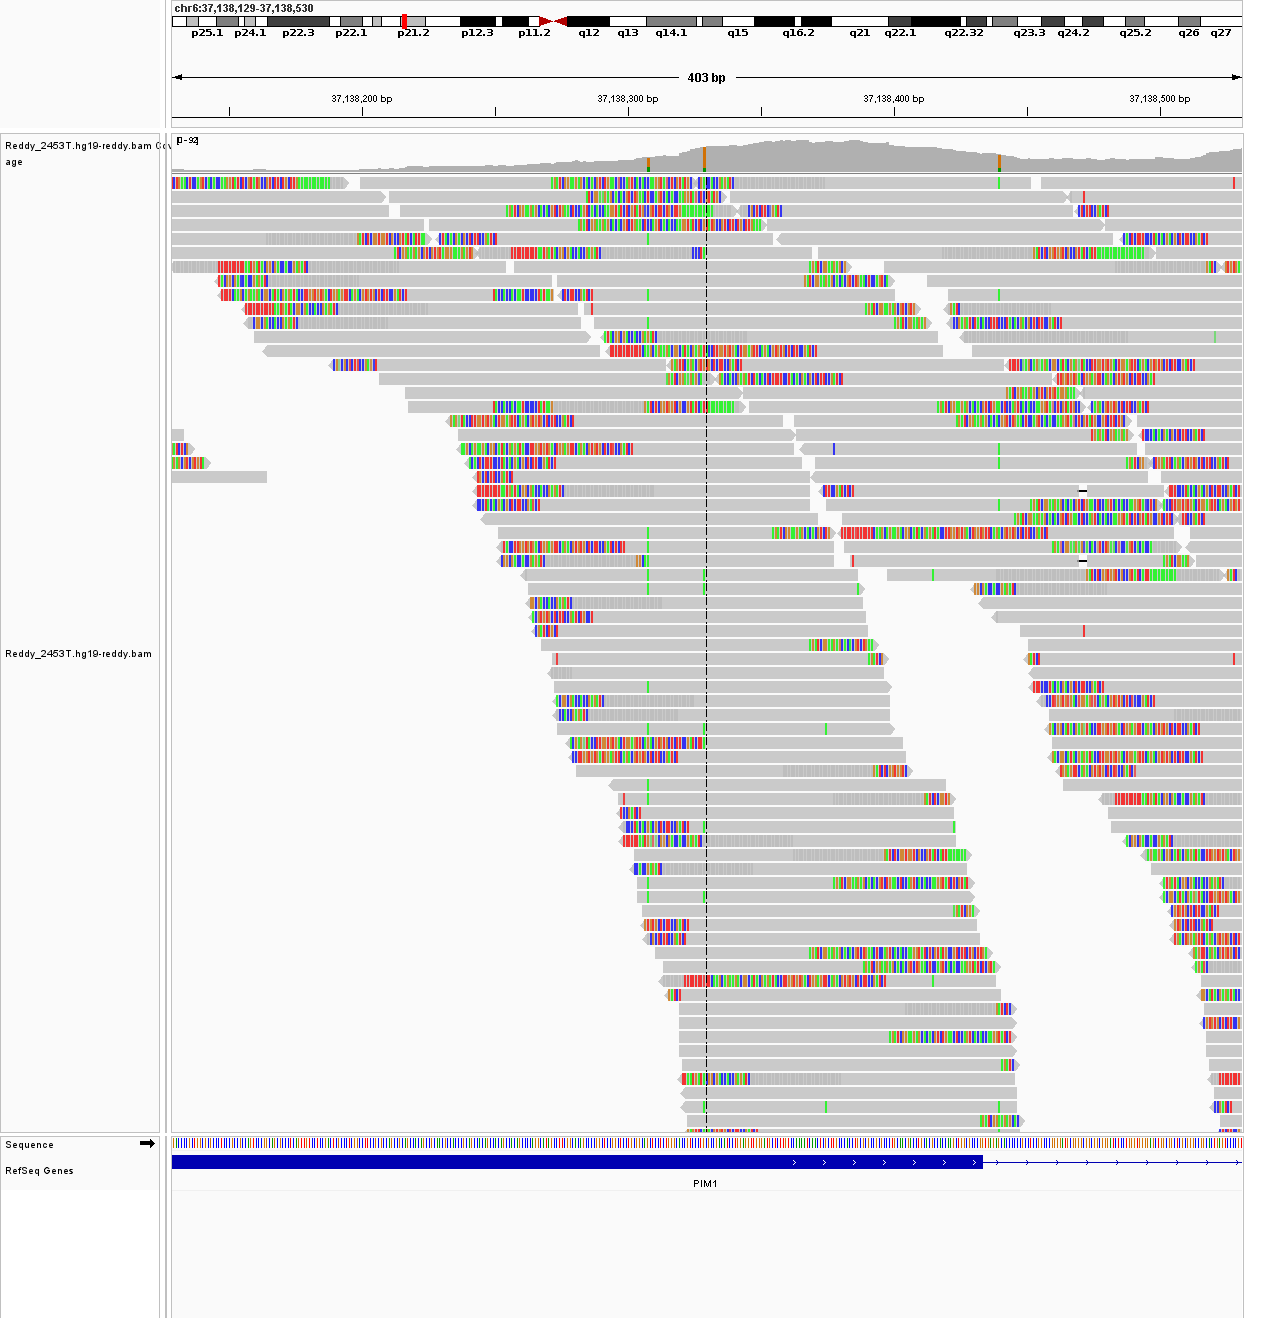 chr6:37,138,129-37,138,530
p25.1 p24.1 p22.3 p22.1 p21.2 p12.3 p11.2 q12 q13 q14.1 q15 q16.2 q21 q22.1 q22.32 q23.3 q24.2 q25.2 q26 q27
403 bp
37,138,200 bp 37,138,300 bp 37,138,400 bp 37,138,500 bp
[0-92]
Reddy_2453T.hg19-reddy.bam Cov
age
Reddy_2453T.hg19-reddy.bam
Sequence
RefSeq Genes
PIM1